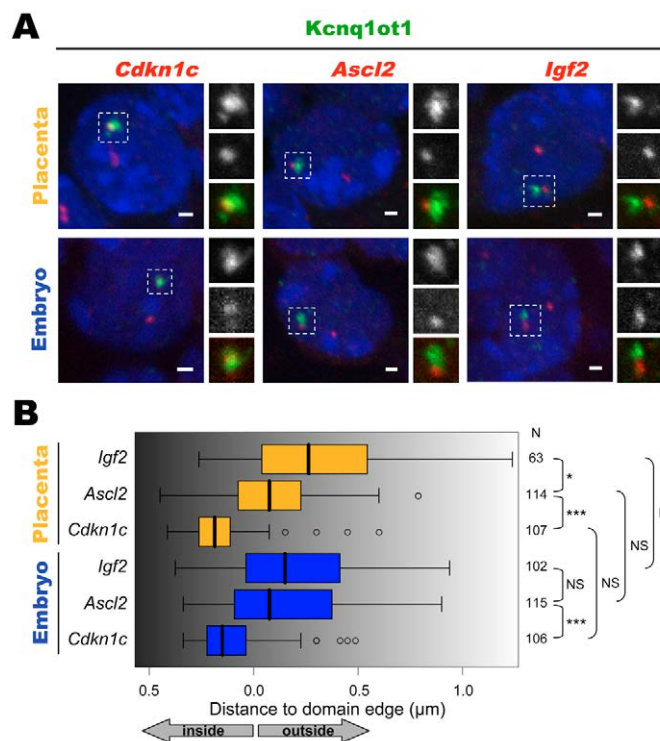 A
Kcnq1ot1
Cdkn1c Ascl2 Igf2
Placenta
Embryo
B
N
Placenta
Igf2 63
*
Ascl2 114
***
Cdkn1c 107
Embryo
Igf2 102
NS NS NS
Ascl2 115
***
Cdkn1c 106
0.5 0.0 0.5 1.0
Distance to domain edge (µm)
inside outside